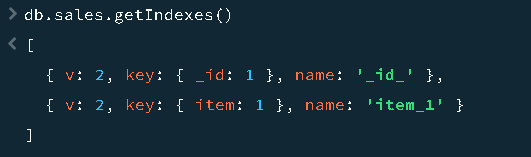 > db.sales.getIndexes()
< [
{ v: 2, key: { _id: 1 }, name: '_id_' },
{ v: 2, key: { item: 1 }, name: 'item_1' }
]